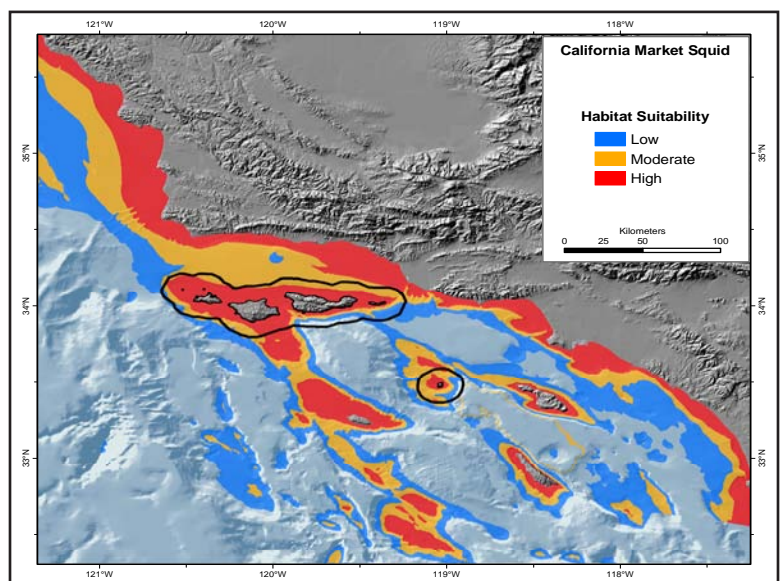 121°W 120°W 119°W 118°W
California Market Squid
Habitat Suitability
Low
Moderate
High
Kilometers
0 25 50 100
35°N 35°N
34°N 34°N
33°N 33°N
121°W 120°W 119°W 118°W